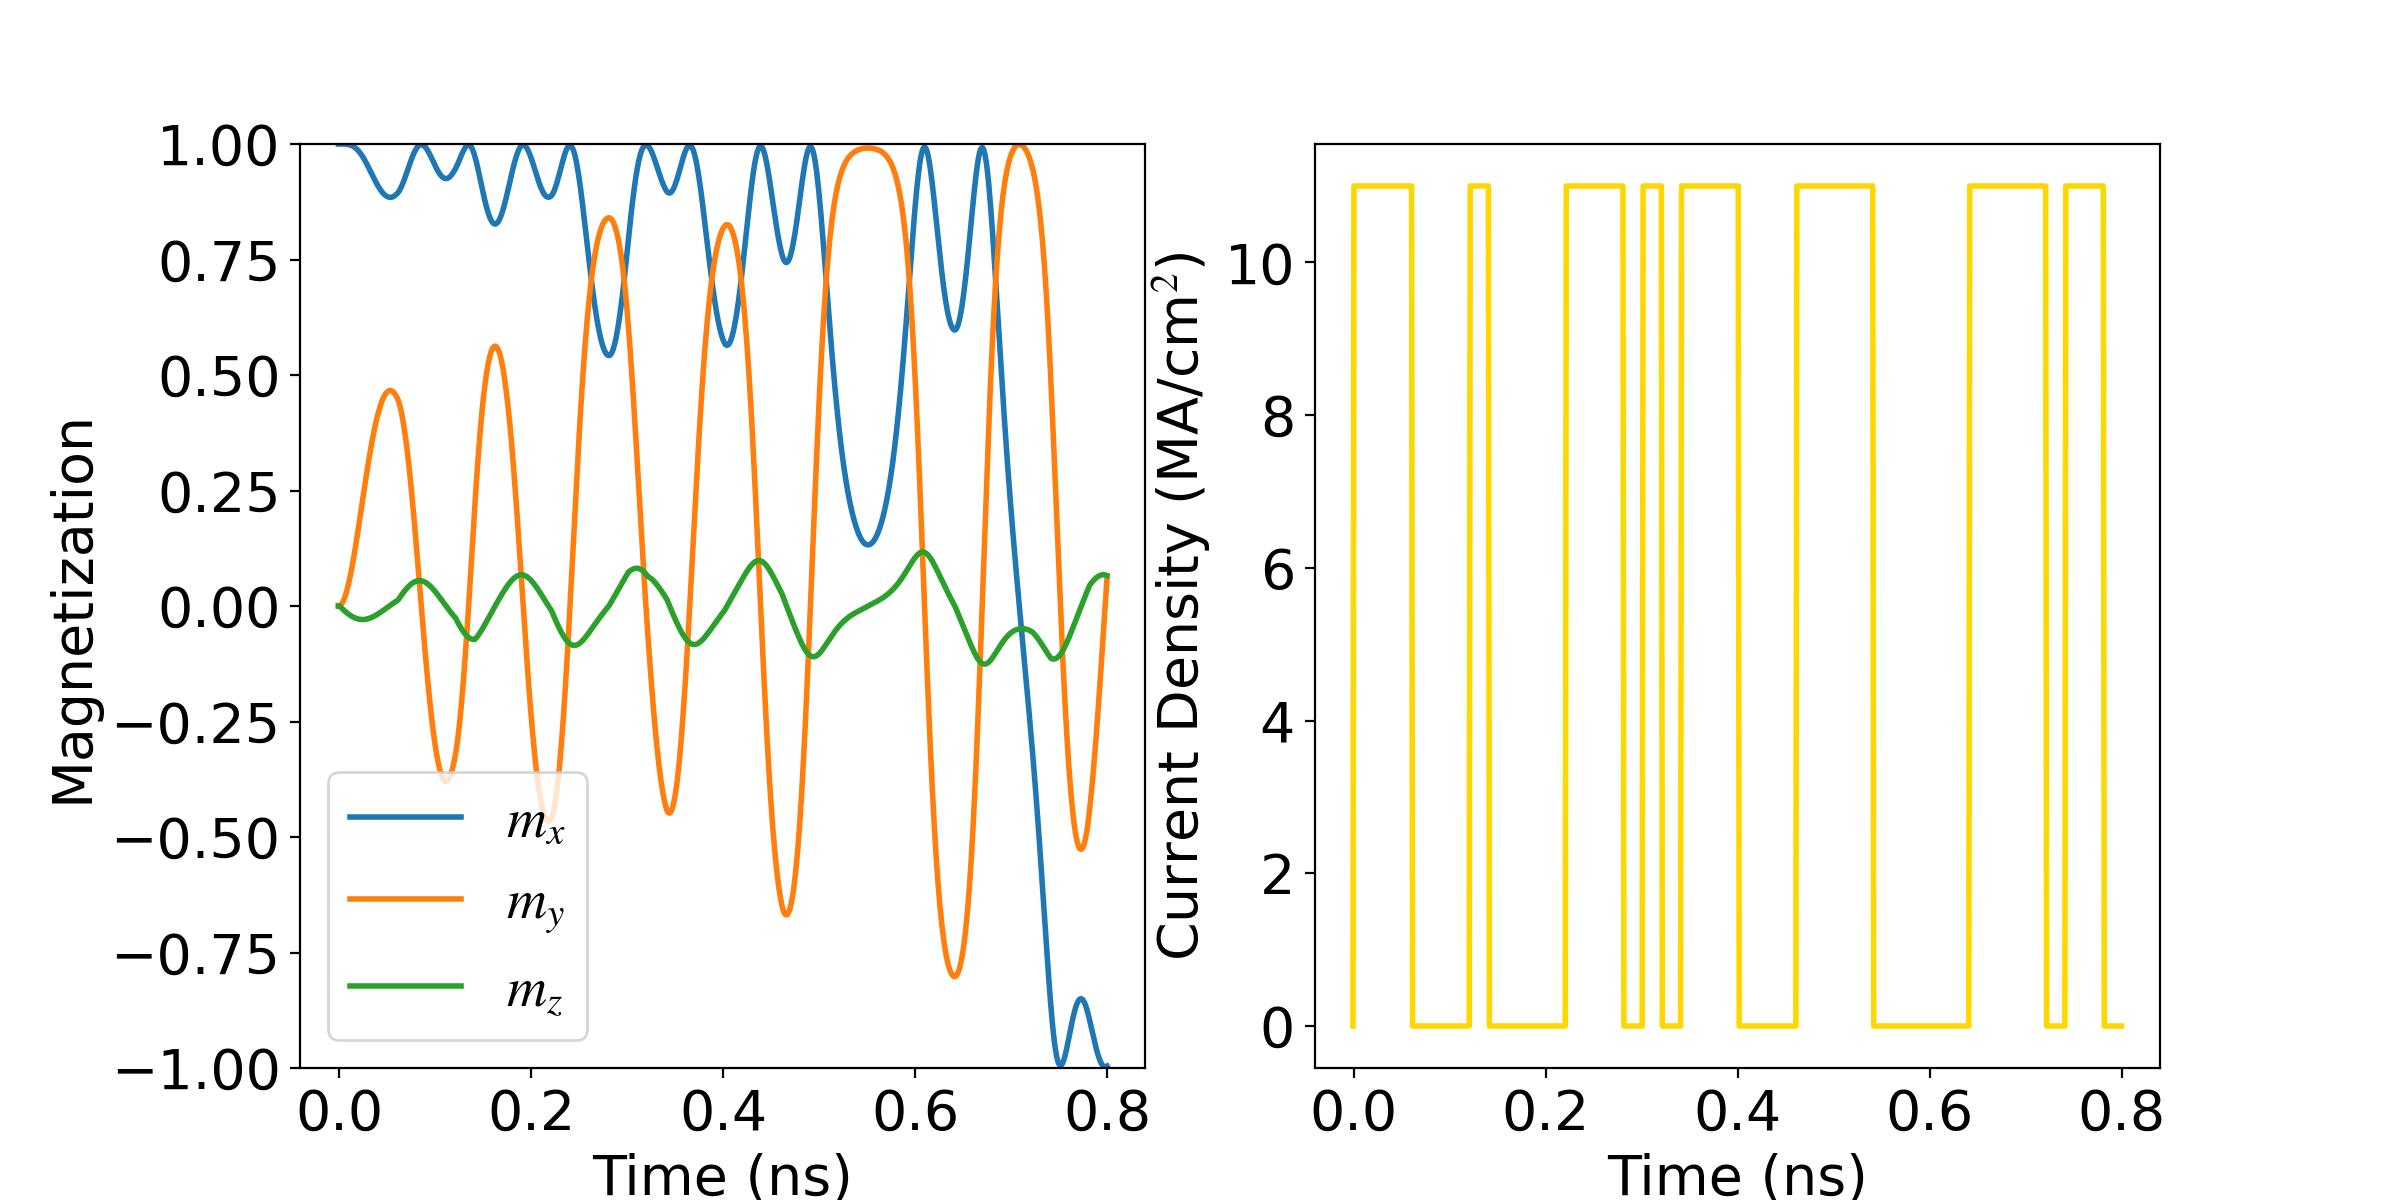 1.00
0.75
0.50
0.25
0.00
−0.25
−0.50
−0.75
−1.00
Magnetization
0.0 0.2 0.4 0.6 0.8
Time (ns)
m_x
m_y
m_z
10
8
6
4
2
0
Current Density (MA/cm²)
0.0 0.2 0.4 0.6 0.8
Time (ns)